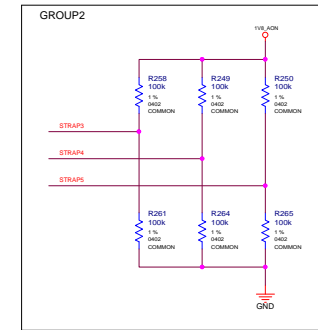 GROUP2
1V8_AON
R258
100k
1 %
0402
COMMON
R249
100k
1 %
0402
COMMON
R250
100k
1 %
0402
COMMON
STRAP3
STRAP4
STRAP5
R261
100k
1 %
0402
COMMON
R264
100k
1 %
0402
COMMON
R265
100k
1 %
0402
COMMON
GND